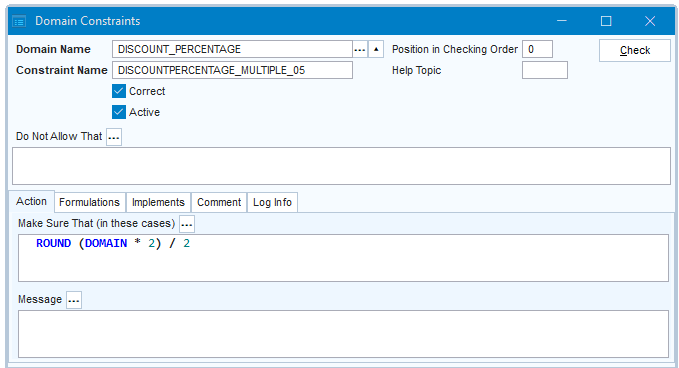 Domain Constraints
Domain Name DISCOUNT_PERCENTAGE ... Position in Checking Order 0 Check
Constraint Name DISCOUNTPERCENTAGE_MULTIPLE_05 Help Topic
Correct
Active
Do Not Allow That ...
Action Formulations Implements Comment Log Info
Make Sure That (in these cases) ...
ROUND (DOMAIN * 2) / 2
Message ...